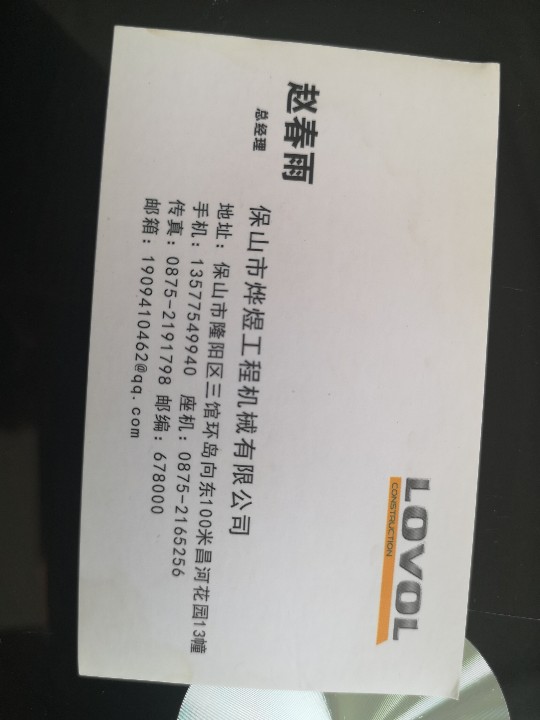 LOVOL
CONSTRUCTION
赵春雨
总经理
保山市烨煜工程机械有限公司
地址：保山市隆阳区三馆环岛向东100米昌河花园13幢
手机：13577549940 座机：0875-2165256
传真：0875-2191798 邮编：678000
邮箱：1909410462@qq.com